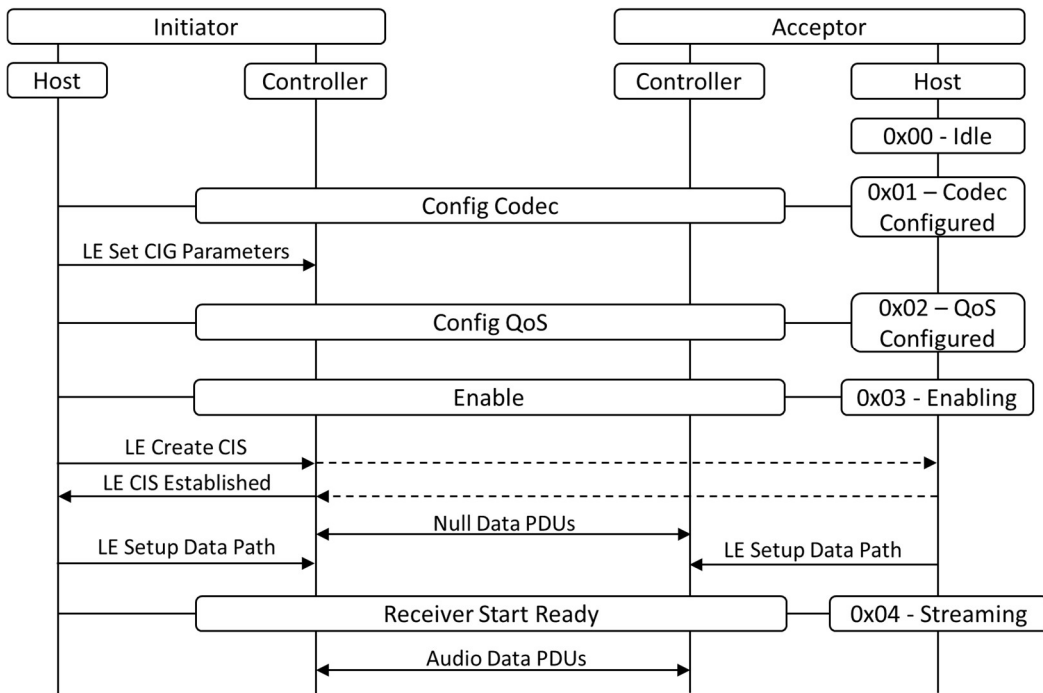 Initiator
Acceptor
Host
Controller
Controller
Host
0x00 - Idle
Config Codec
0x01 – Codec
Configured
LE Set CIG Parameters
Config QoS
0x02 – QoS
Configured
Enable
0x03 - Enabling
LE Create CIS
LE CIS Established
Null Data PDUs
LE Setup Data Path
LE Setup Data Path
Receiver Start Ready
0x04 - Streaming
Audio Data PDUs